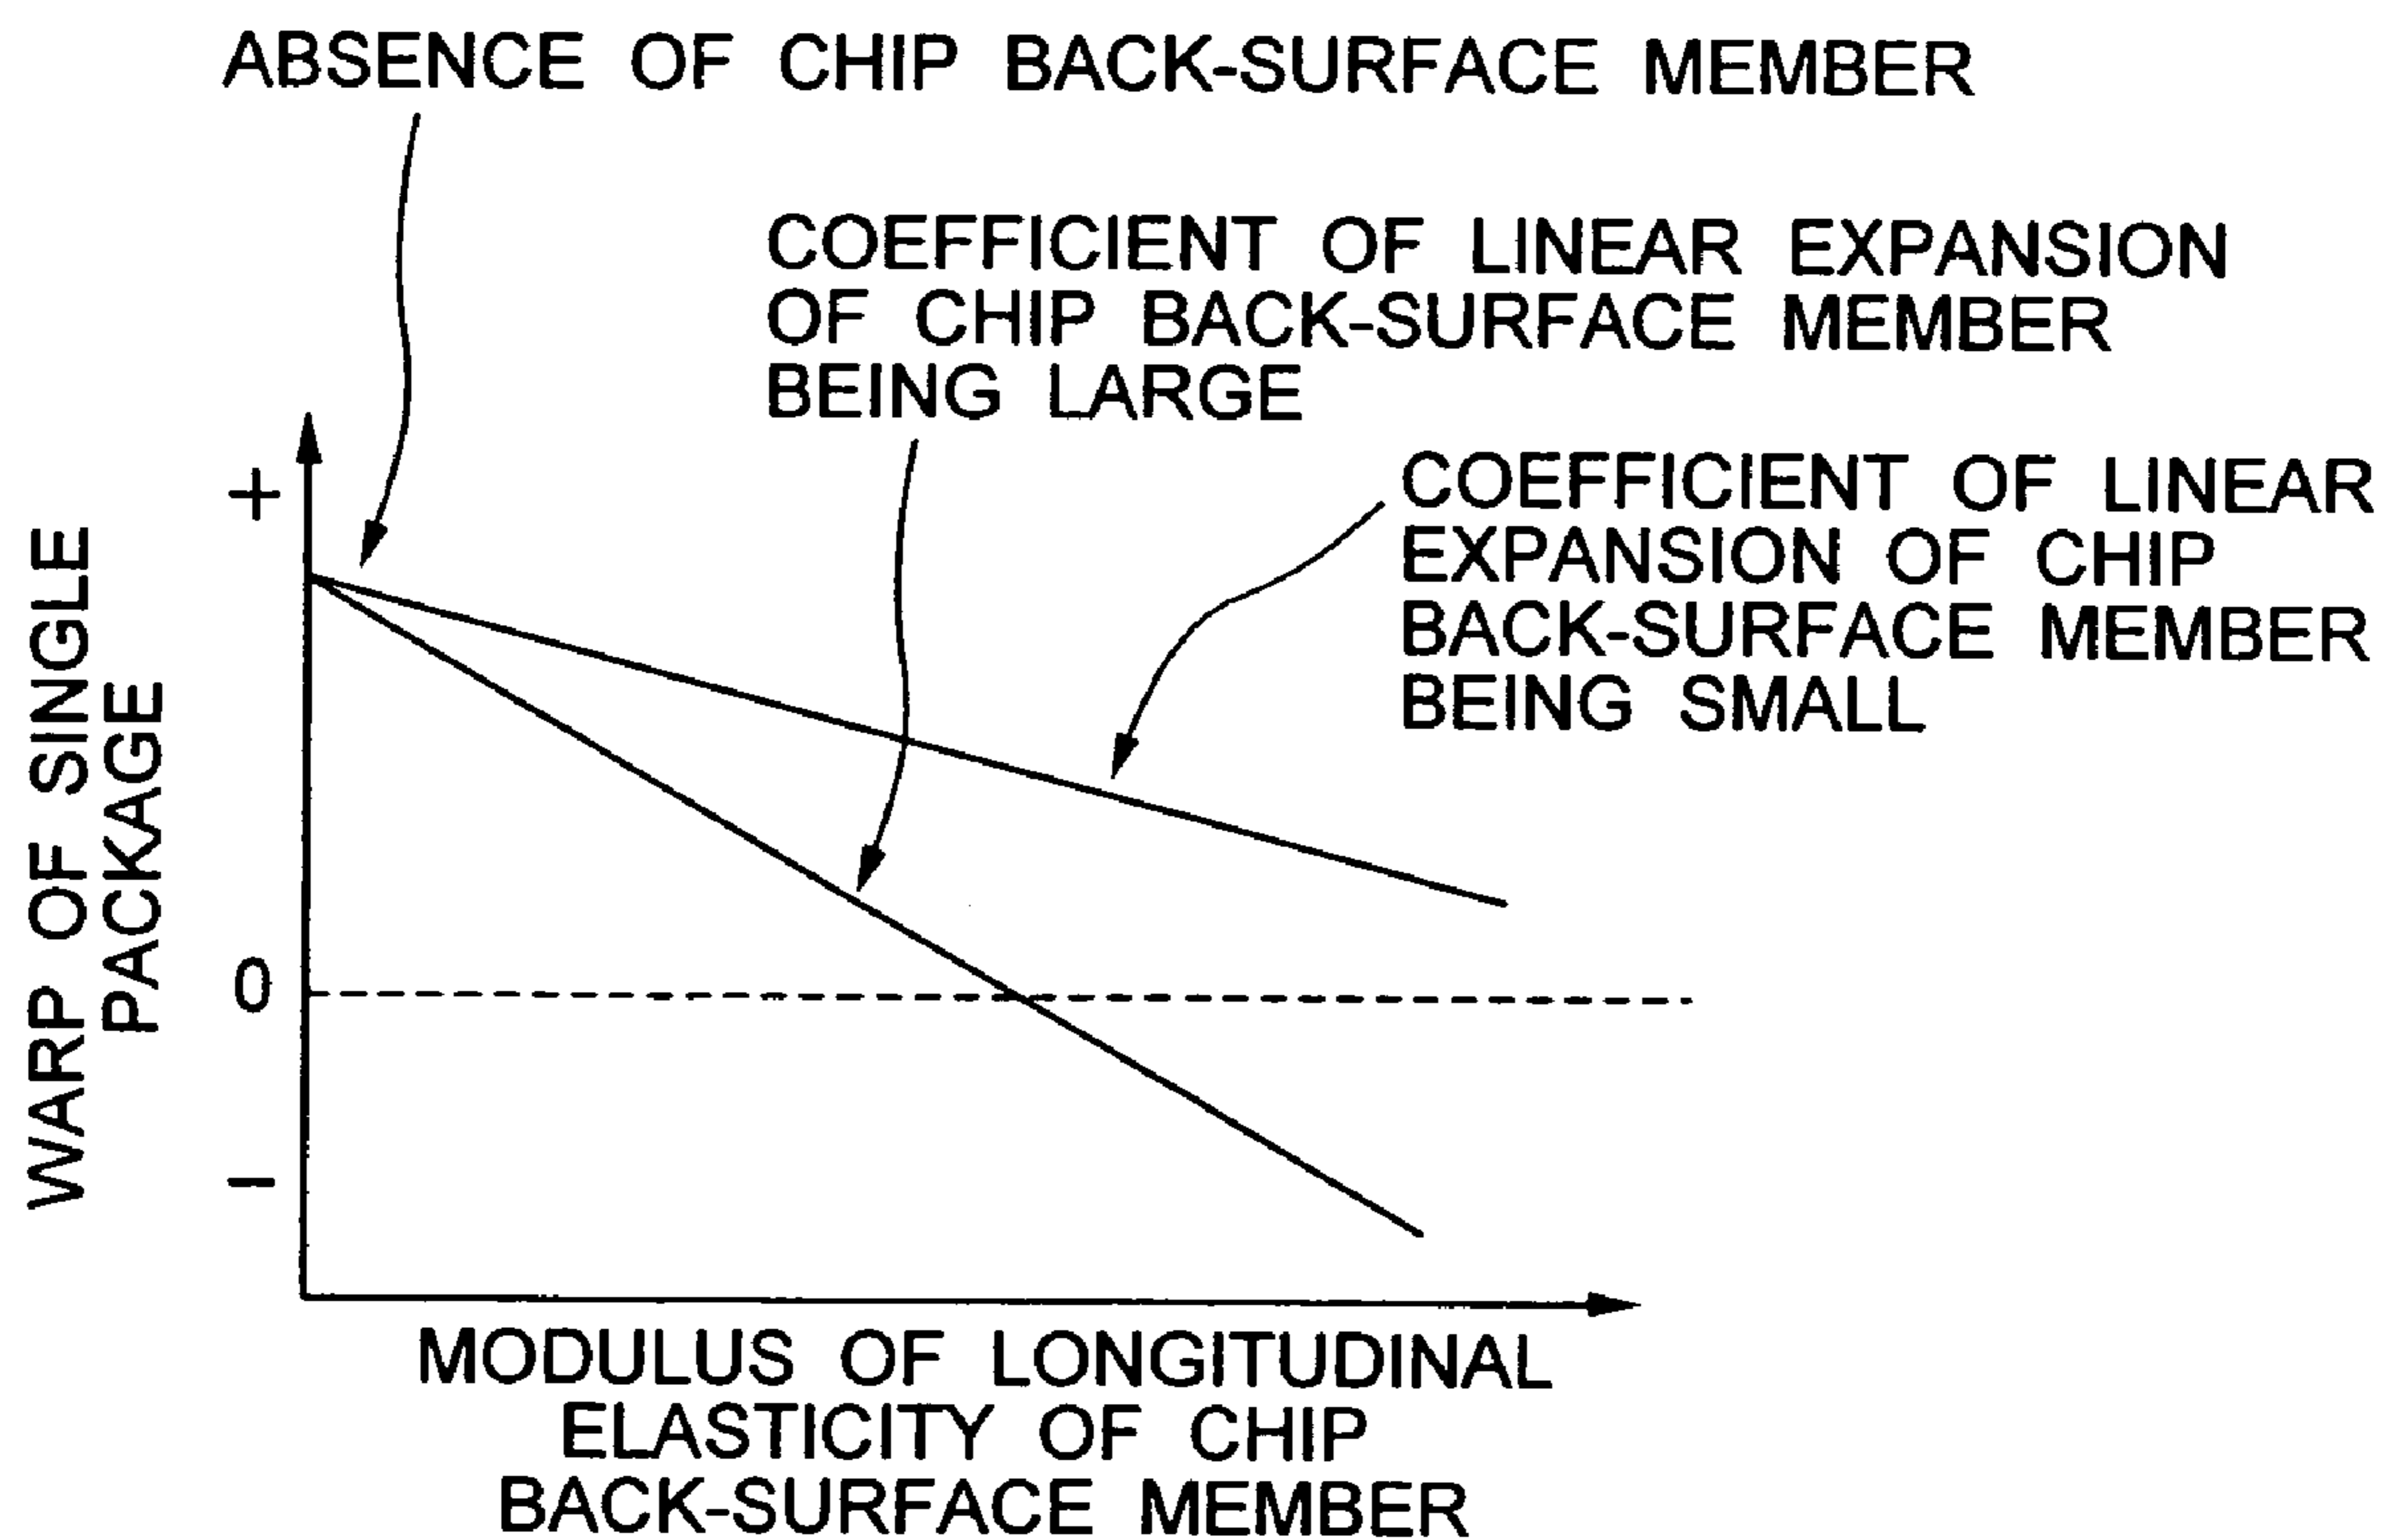 ABSENCE OF CHIP BACK-SURFACE MEMBER
COEFFICIENT OF LINEAR EXPANSION
OF CHIP BACK-SURFACE MEMBER
BEING LARGE
COEFFICIENT OF LINEAR
EXPANSION OF CHIP
BACK-SURFACE MEMBER
BEING SMALL
+
0
-
WARP OF SINGLE
PACKAGE
MODULUS OF LONGITUDINAL
ELASTICITY OF CHIP
BACK-SURFACE MEMBER